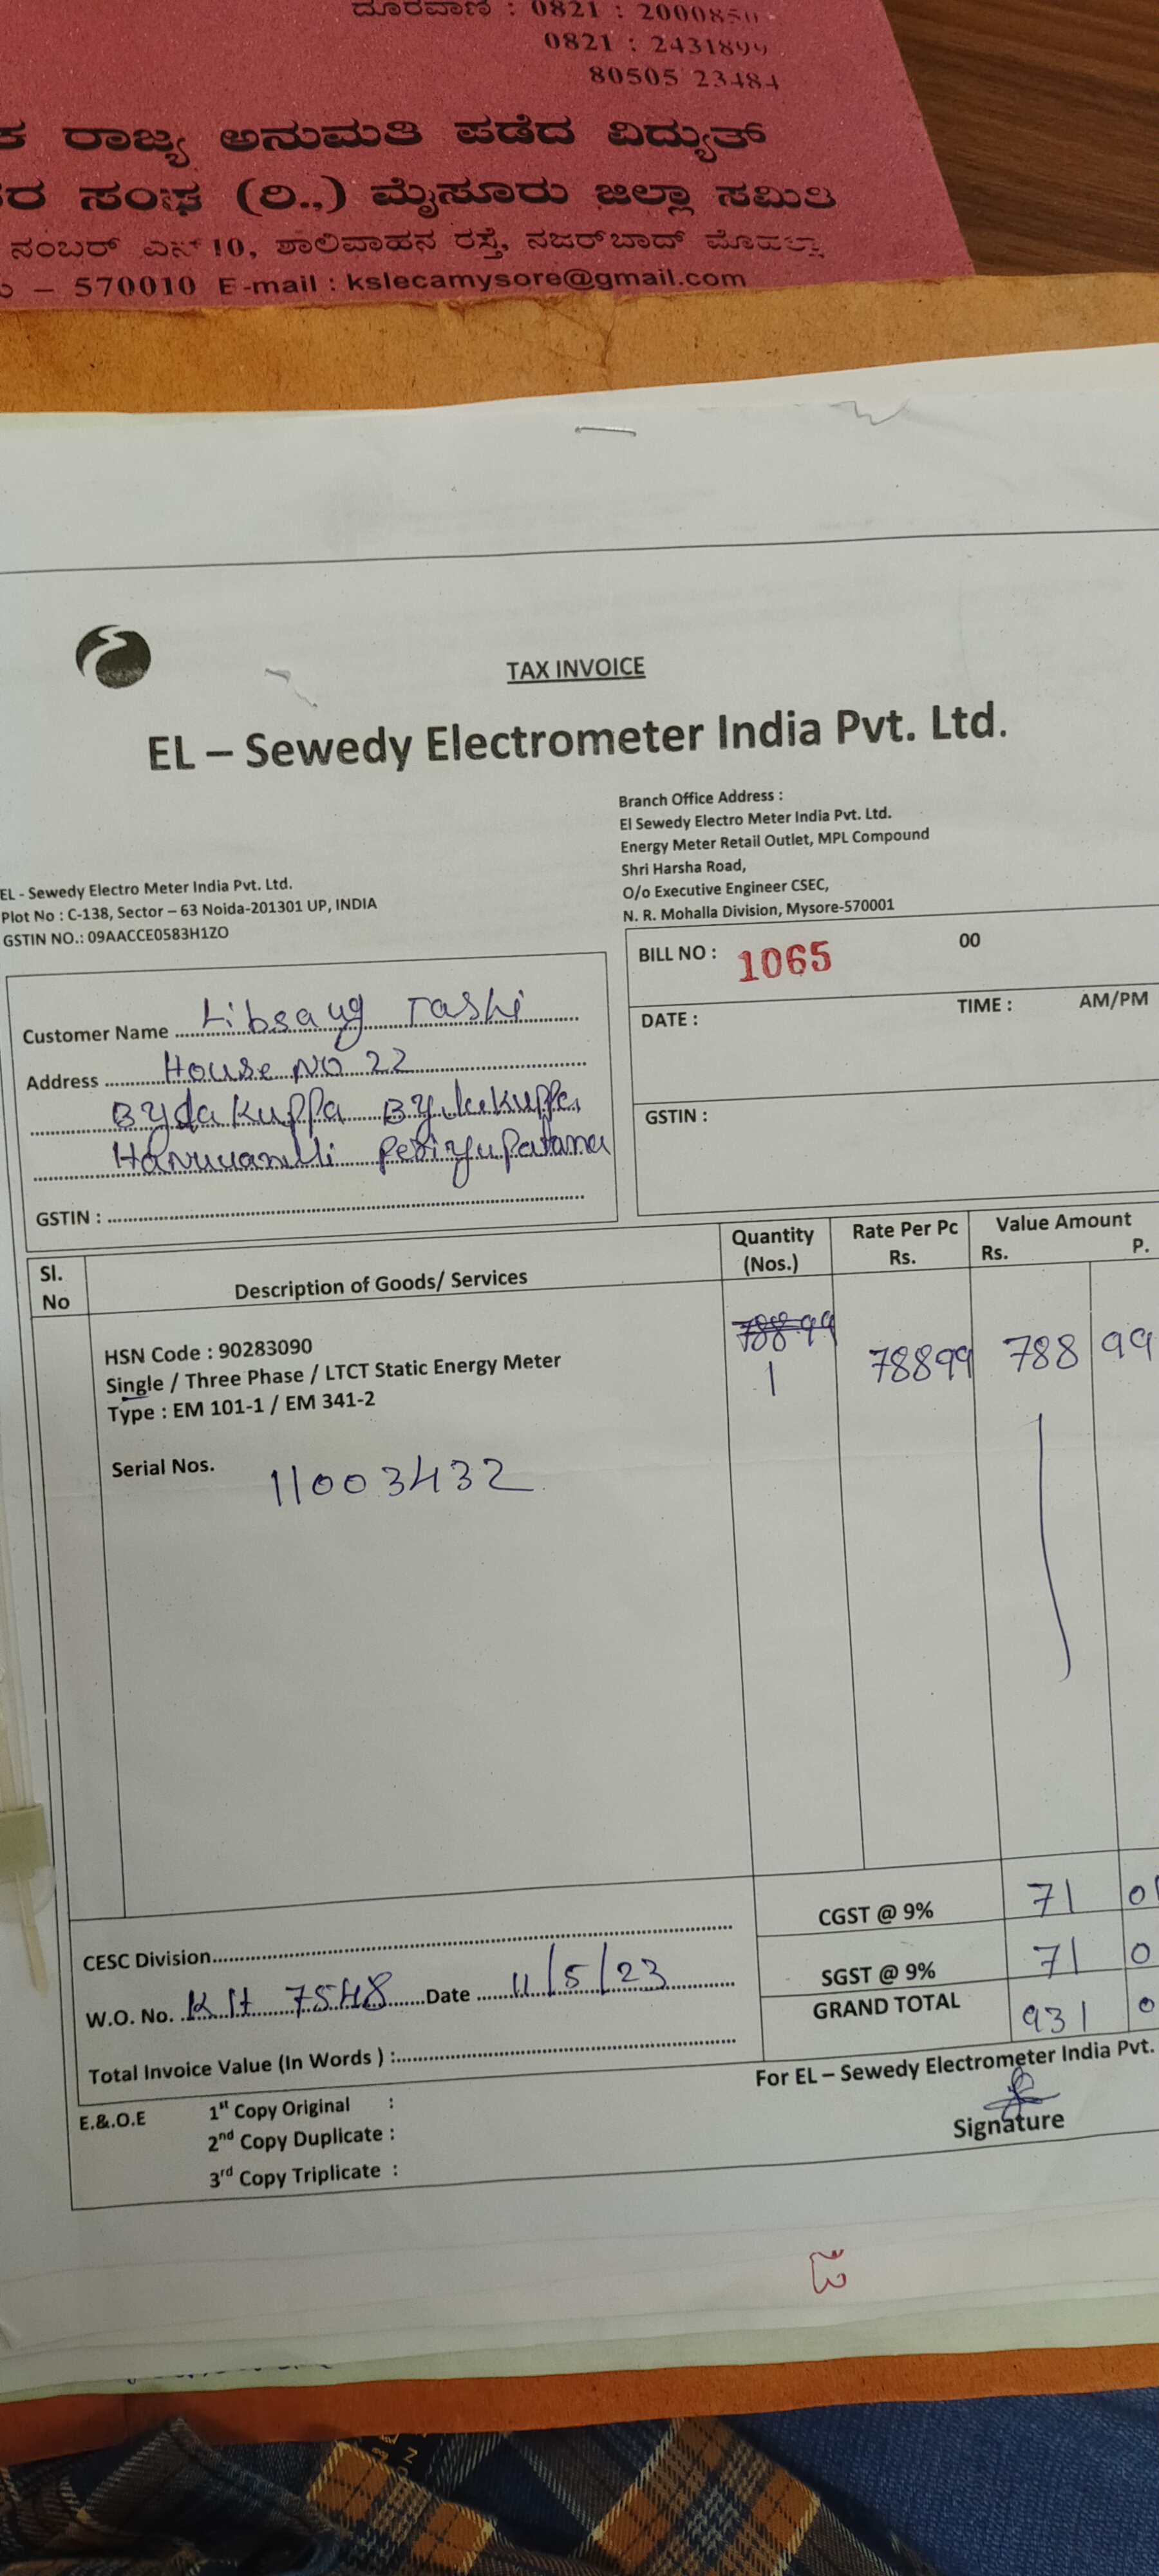 ದೂರವಾಣಿ : 0821 : 2000850
0821 : 2431899
80505 23484
ರಾಜ್ಯ ಅನುಮತಿ ಪಡೆದ ವಿದ್ಯುತ್
ರ ಸಂಘ (ರಿ.,) ಮೈಸೂರು ಜಿಲ್ಲಾ ಸಮಿತಿ
ನಂಬರ್ ಎನ್ 10, ಶಾಲಿವಾಹನ ರಸ್ತೆ, ನಜರ್‌ಬಾದ್ ಮೊಹಲ್ಲಾ
– 570010 E-mail : kslecamysore@gmail.com
TAX INVOICE
EL – Sewedy Electrometer India Pvt. Ltd.
Branch Office Address :
El Sewedy Electro Meter India Pvt. Ltd.
Energy Meter Retail Outlet, MPL Compound
Shri Harsha Road,
O/o Executive Engineer CSEC,
N. R. Mohalla Division, Mysore-570001
EL - Sewedy Electro Meter India Pvt. Ltd.
Plot No : C-138, Sector – 63 Noida-201301 UP, INDIA
GSTIN NO.: 09AACCE0583H1ZO
BILL NO : 1065 00
DATE : TIME : AM/PM
GSTIN :
Customer Name Libsaug Tashi
Address House NO 22
Bydakuppa Bylukuppa
Periyupatana
GSTIN :
Sl. No Description of Goods/ Services Quantity (Nos.) Rate Per Pc Rs. Value Amount Rs. P.
78899
HSN Code : 90283090
Single / Three Phase / LTCT Static Energy Meter 1 78899 788 99
Type : EM 101-1 / EM 341-2
Serial Nos. 11003432
CGST @ 9% 71 01
CESC Division
SGST @ 9% 71 0
W.O. No. KH 7548 Date 11/5/23
GRAND TOTAL 931 0
Total Invoice Value (In Words ) :
For EL – Sewedy Electrometer India Pvt.
E.&.O.E 1st Copy Original :
2nd Copy Duplicate :
3rd Copy Triplicate :
Signature